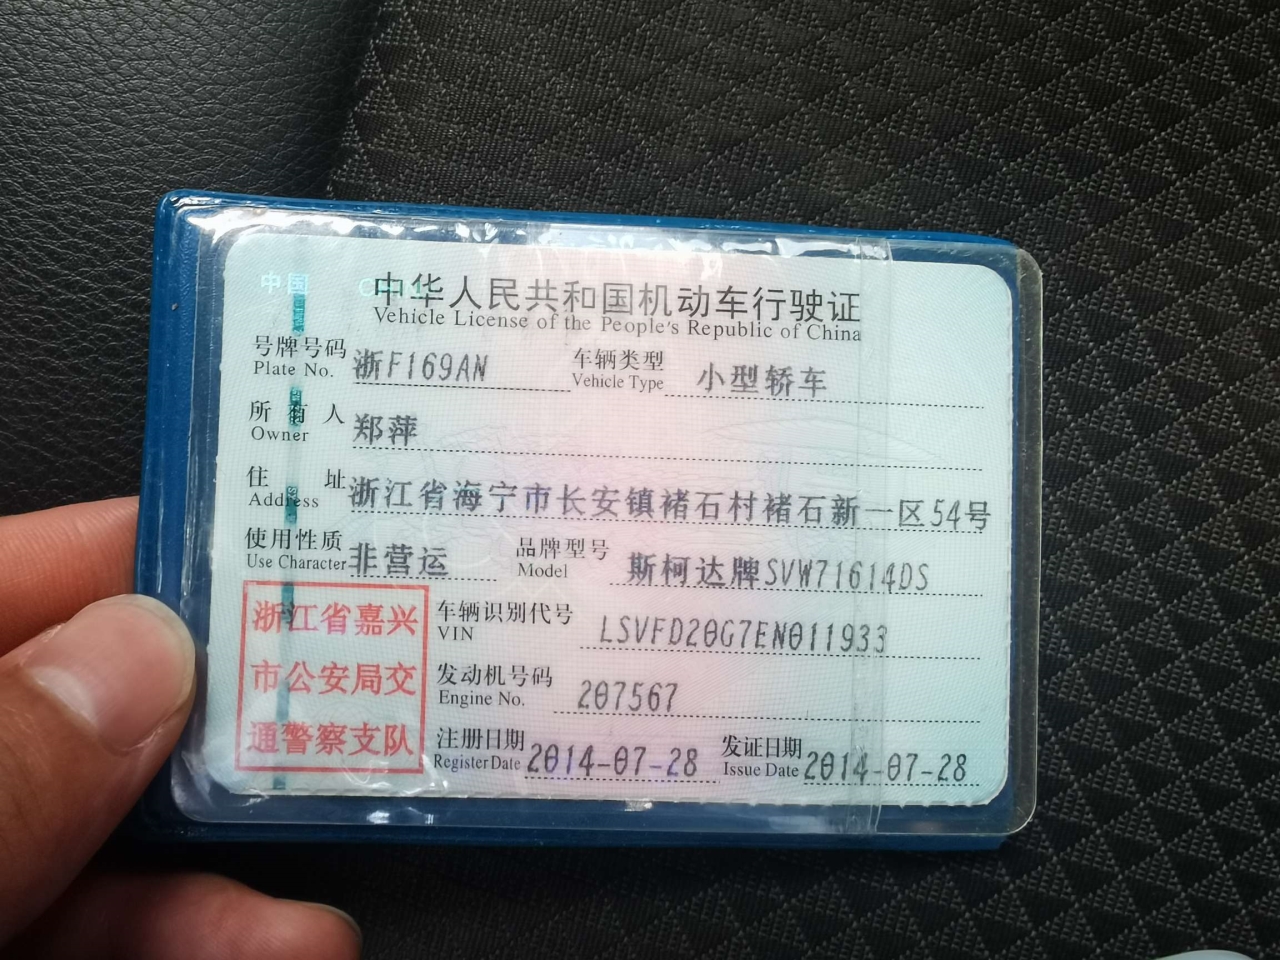 中国 CHINA
中华人民共和国机动车行驶证
Vehicle License of the People's Republic of China
号牌号码 浙F169AN 车辆类型 小型轿车
Plate No. Vehicle Type
所有人 郑萍
Owner
住址 浙江省海宁市长安镇褚石村褚石新一区54号
Address
使用性质 非营运 品牌型号 斯柯达牌SVW71614DS
Use Character Model
浙江省嘉兴
市公安局交
通警察支队
车辆识别代号 LSVFD20G7EN011933
VIN
发动机号码 207567
Engine No.
注册日期 2014-07-28 发证日期 2014-07-28
Register Date Issue Date